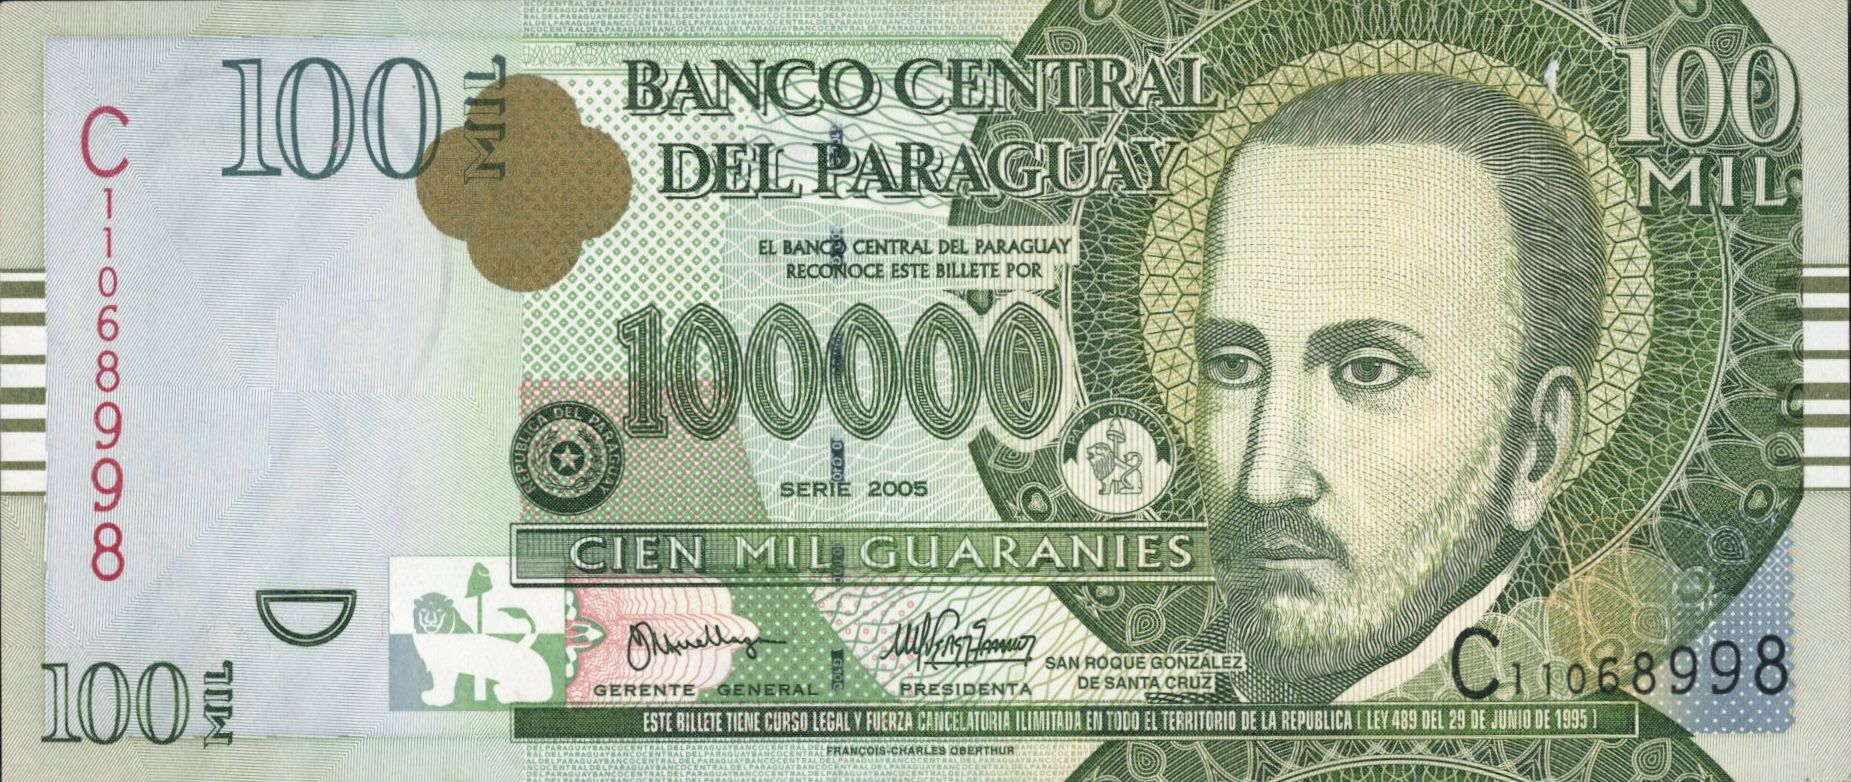 100
MIL
BANCO CENTRAL
DEL PARAGUAY
100
MIL
C11068998
EL BANCO CENTRAL DEL PARAGUAY
RECONOCE ESTE BILLETE POR
100000
REPUBLICA DEL PARAGUAY
PAZ Y JUSTICIA
SERIE 2005
CIEN MIL GUARANIES
GERENTE GENERAL
PRESIDENTA
SAN ROQUE GONZÁLEZ
DE SANTA CRUZ
C11068998
100
MIL
ESTE BILLETE TIENE CURSO LEGAL Y FUERZA CANCELATORIA ILIMITADA EN TODO EL TERRITORIO DE LA REPUBLICA [ LEY 489 DEL 29 DE JUNIO DE 1995 ]
FRANÇOIS-CHARLES OBERTHUR